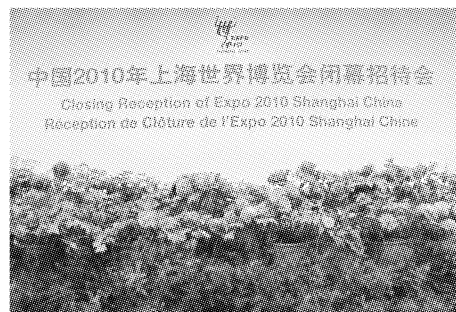 中国2010年上海世界博览会闭幕招待会
Closing Reception of Expo 2010 Shanghai China
Réception de Clôture de l'Expo 2010 Shanghai Chine